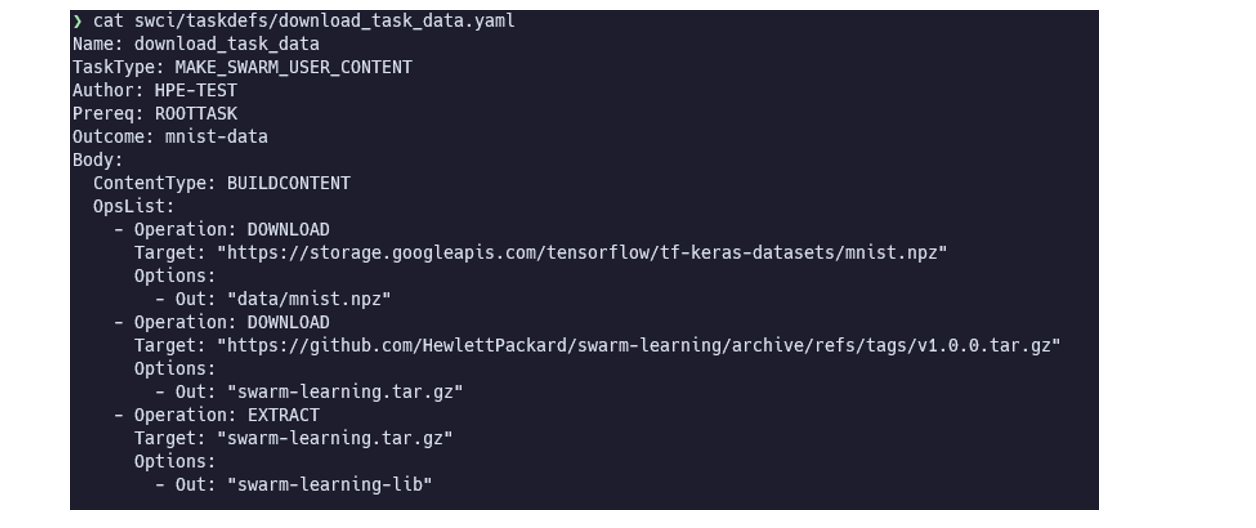 ❯ cat swci/taskdefs/download_task_data.yaml
Name: download_task_data
TaskType: MAKE_SWARM_USER_CONTENT
Author: HPE-TEST
Prereq: ROOTTASK
Outcome: mnist-data
Body:
  ContentType: BUILDCONTENT
  OpsList:
    - Operation: DOWNLOAD
      Target: "https://storage.googleapis.com/tensorflow/tf-keras-datasets/mnist.npz"
      Options:
        - Out: "data/mnist.npz"
    - Operation: DOWNLOAD
      Target: "https://github.com/HewlettPackard/swarm-learning/archive/refs/tags/v1.0.0.tar.gz"
      Options:
        - Out: "swarm-learning.tar.gz"
    - Operation: EXTRACT
      Target: "swarm-learning.tar.gz"
      Options:
        - Out: "swarm-learning-lib"